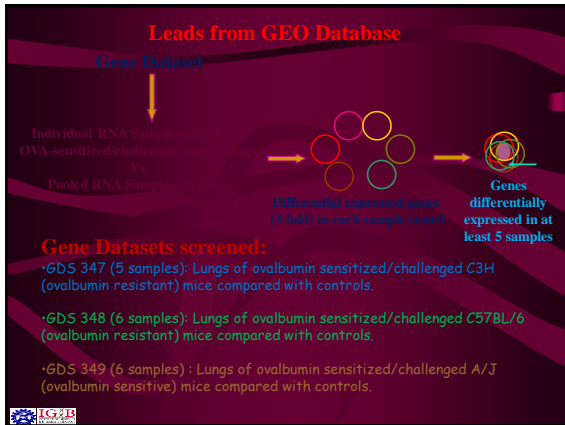 Leads from GEO Database
Gene Dataset
Individual RNA Samples
OVA-sensitized/challenged
Vs
Pooled RNA Samples
Differential expressed genes
(3 fold) in each sample tested
Genes
differentially
expressed in at
least 5 samples
Gene Datasets screened:
•GDS 347 (5 samples): Lungs of ovalbumin sensitized/challenged C3H
(ovalbumin resistant) mice compared with controls.
•GDS 348 (6 samples): Lungs of ovalbumin sensitized/challenged C57BL/6
(ovalbumin resistant) mice compared with controls.
•GDS 349 (6 samples) : Lungs of ovalbumin sensitized/challenged A/J
(ovalbumin sensitive) mice compared with controls.
IGIB